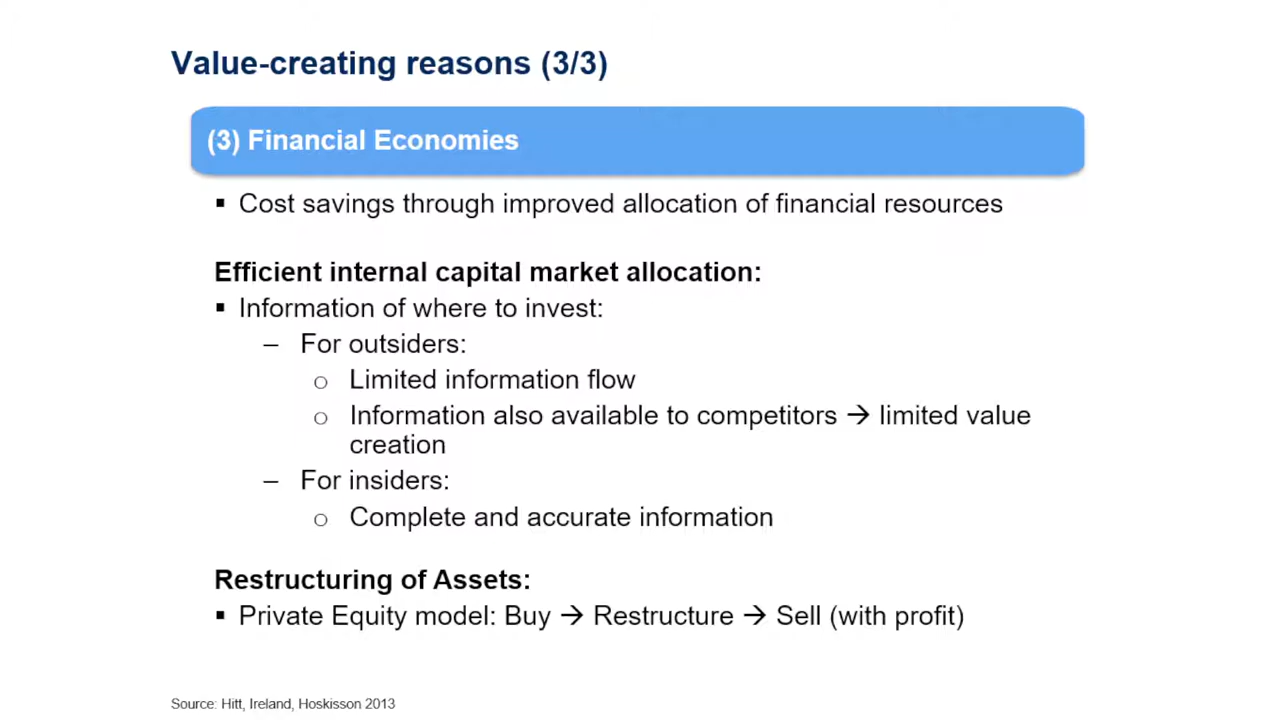 Value-creating reasons (3/3)
(3) Financial Economies
▪ Cost savings through improved allocation of financial resources
Efficient internal capital market allocation:
▪ Information of where to invest:
– For outsiders:
o Limited information flow
o Information also available to competitors → limited value
creation
– For insiders:
o Complete and accurate information
Restructuring of Assets:
▪ Private Equity model: Buy → Restructure → Sell (with profit)
Source: Hitt, Ireland, Hoskisson 2013